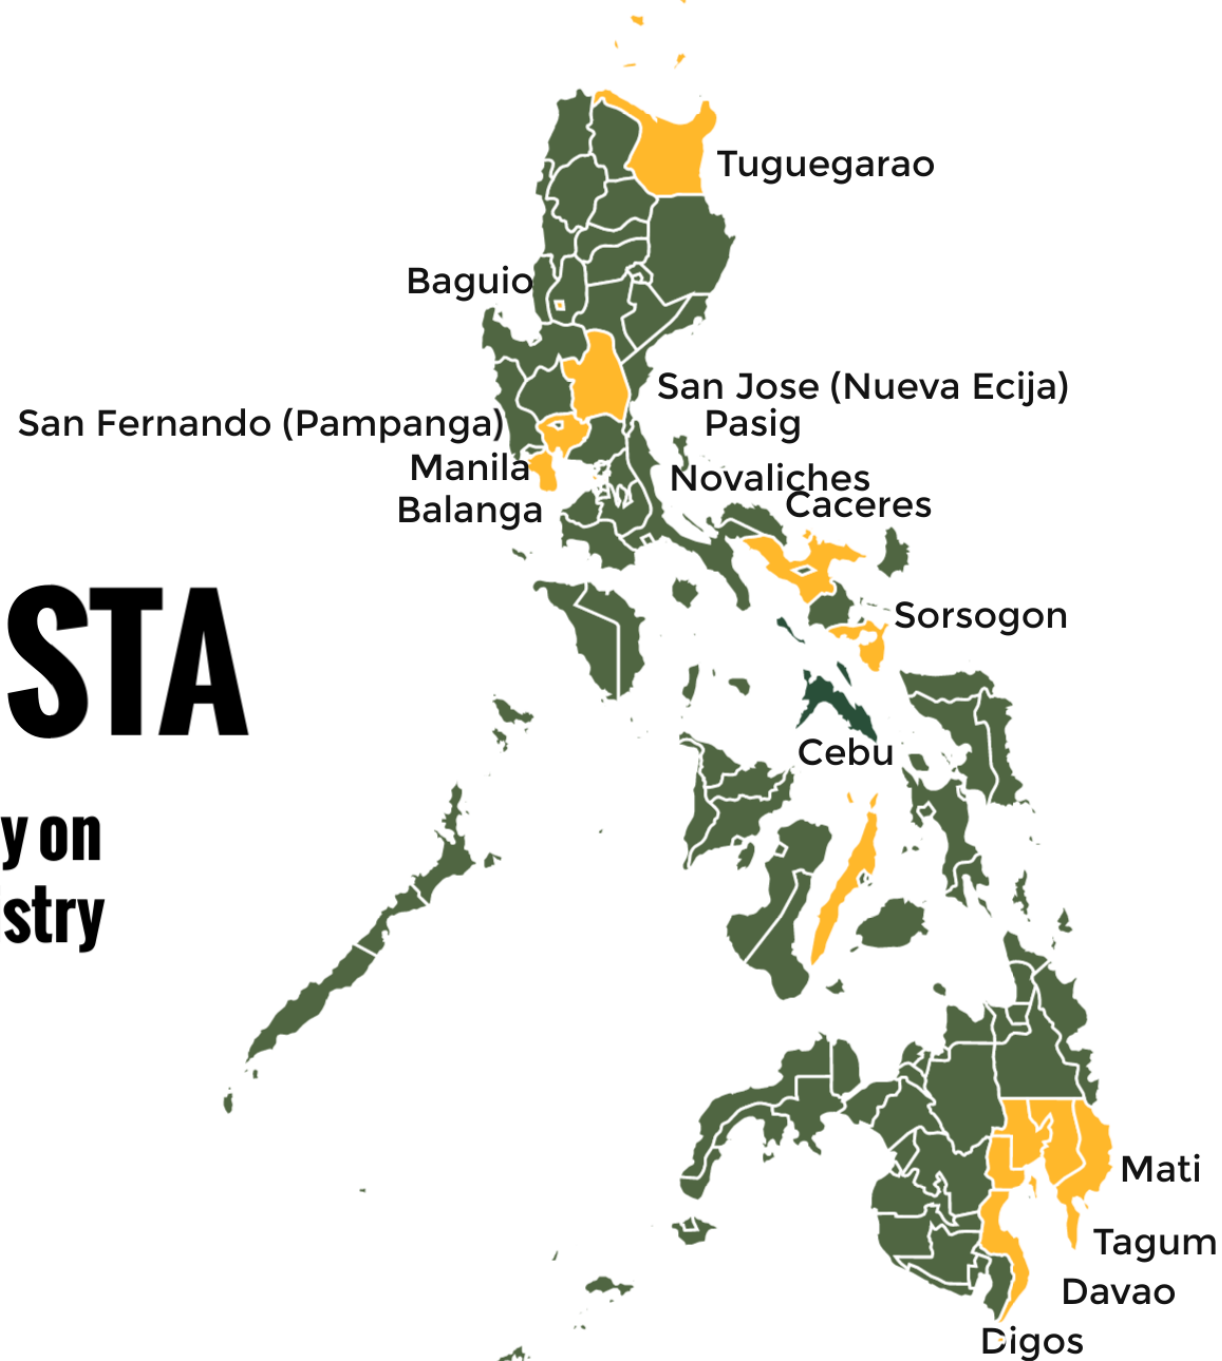 Tuguegarao
Baguio
San Jose (Nueva Ecija)
San Fernando (Pampanga)
Pasig
Manila
Novaliches
Caceres
Balanga
STA
Sorsogon
Cebu
y on
stry
Mati
Tagum
Davao
Digos